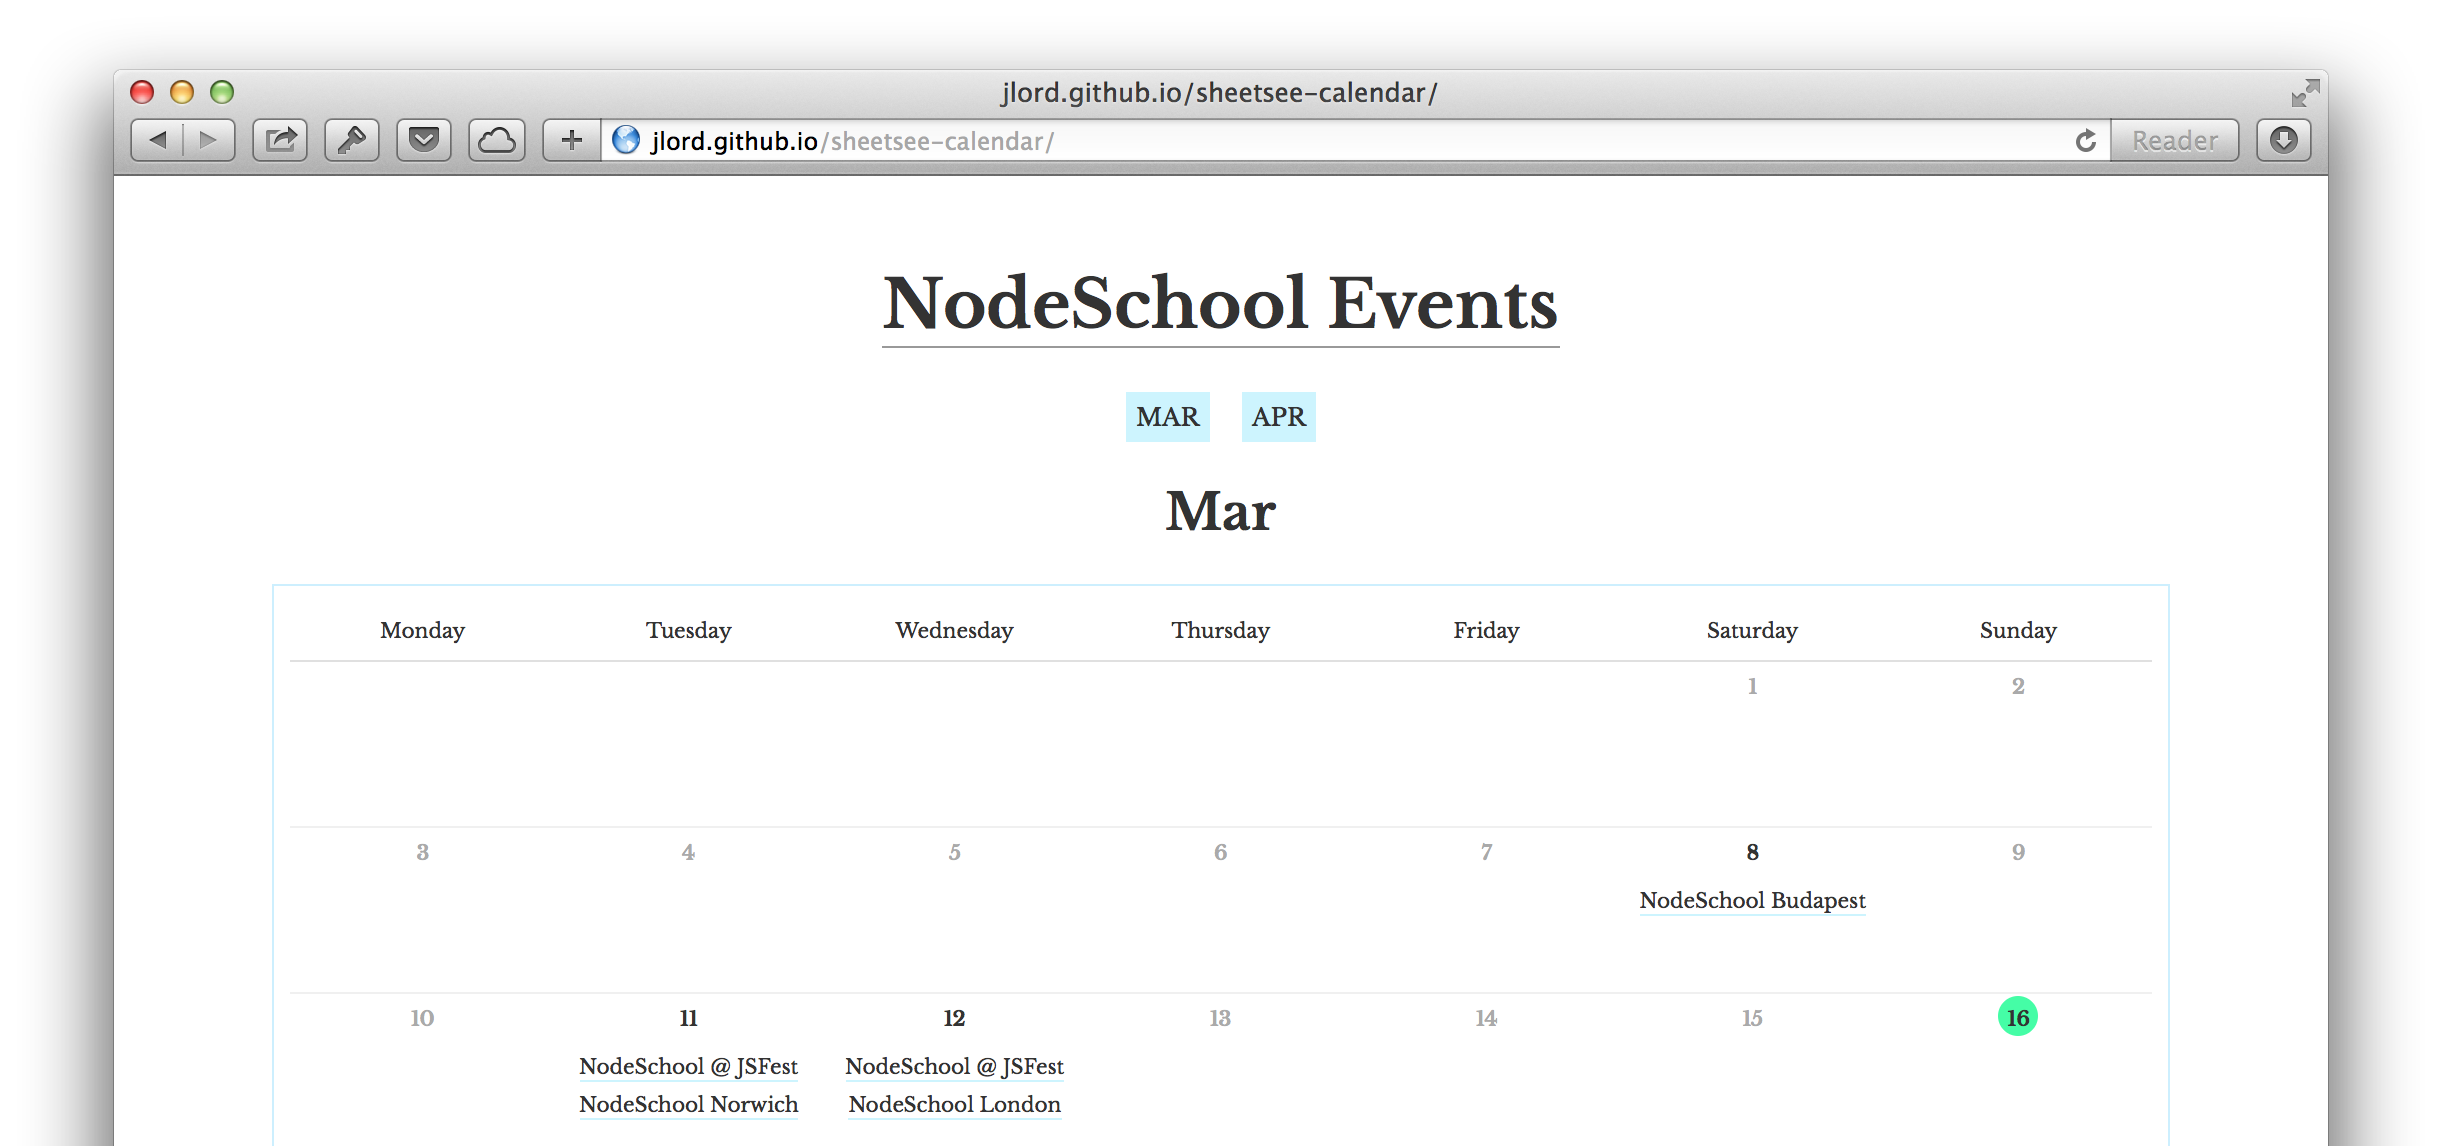 jlord.github.io/sheetsee-calendar/
jlord.github.io/sheetsee-calendar/
Reader
NodeSchool Events
MAR APR
Mar
Monday Tuesday Wednesday Thursday Friday Saturday Sunday
1 2
3 4 5 6 7 8 9
NodeSchool Budapest
10 11 12 13 14 15 16
NodeSchool @ JSFest NodeSchool @ JSFest
NodeSchool Norwich NodeSchool London